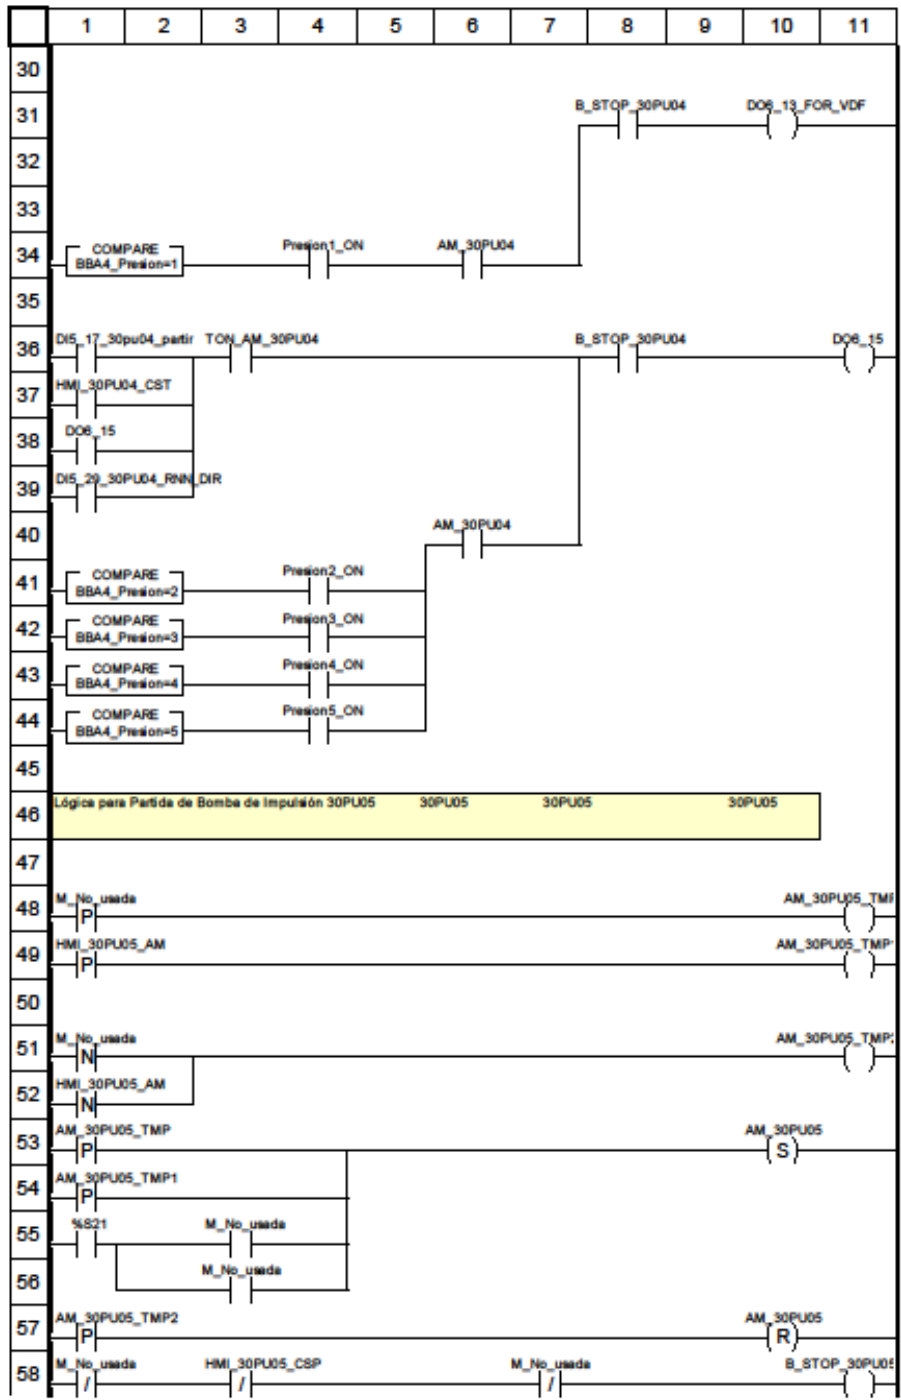 1 2 3 4 5 6 7 8 9 10 11
30
B_STOP_30PU04 DO6_13_FOR_VDF
31
32
33
Presion1_ON AM_30PU04
34 COMPARE
BBA4_Presion=1
35
DI5_17_30pu04_partir TON_AM_30PU04 B_STOP_30PU04 DO6_15
36
HMI_30PU04_CST
37
DO6_15
38
DI5_29_30PU04_RNN_DIR
39
AM_30PU04
40
Presion2_ON
41 COMPARE
BBA4_Presion=2
Presion3_ON
42 COMPARE
BBA4_Presion=3
Presion4_ON
43 COMPARE
BBA4_Presion=4
Presion5_ON
44 COMPARE
BBA4_Presion=5
45
46 Lógica para Partida de Bomba de Impulsión 30PU05 30PU05 30PU05 30PU05
47
M_No_usada AM_30PU05_TMP
48 P
HMI_30PU05_AM AM_30PU05_TMP
49 P
50
M_No_usada AM_30PU05_TMP
51 N
HMI_30PU05_AM
52 N
AM_30PU05_TMP AM_30PU05
53 P S
AM_30PU05_TMP1
54 P
%S21 M_No_usada
55
M_No_usada
56
AM_30PU05_TMP2 AM_30PU05
57 P R
M_No_usada HMI_30PU05_CSP M_No_usada B_STOP_30PU05
58 / / /